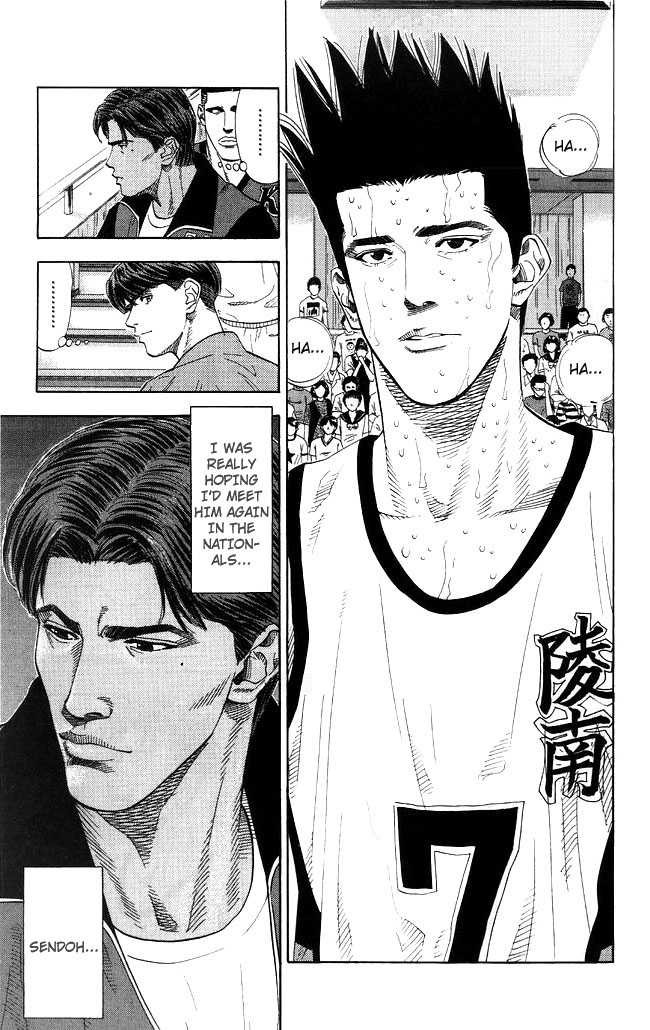 HA...
HA...
HA...
陵南
7
.........
.........
I WAS
REALLY
HOPING
I'D MEET
HIM AGAIN
IN THE
NATION-
ALS...
SENDOH...